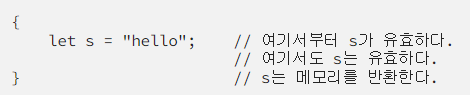 {
    let s = "hello";    // 여기서부터 s가 유효하다.
                        // 여기서도 s는 유효하다.
}                       // s는 메모리를 반환한다.